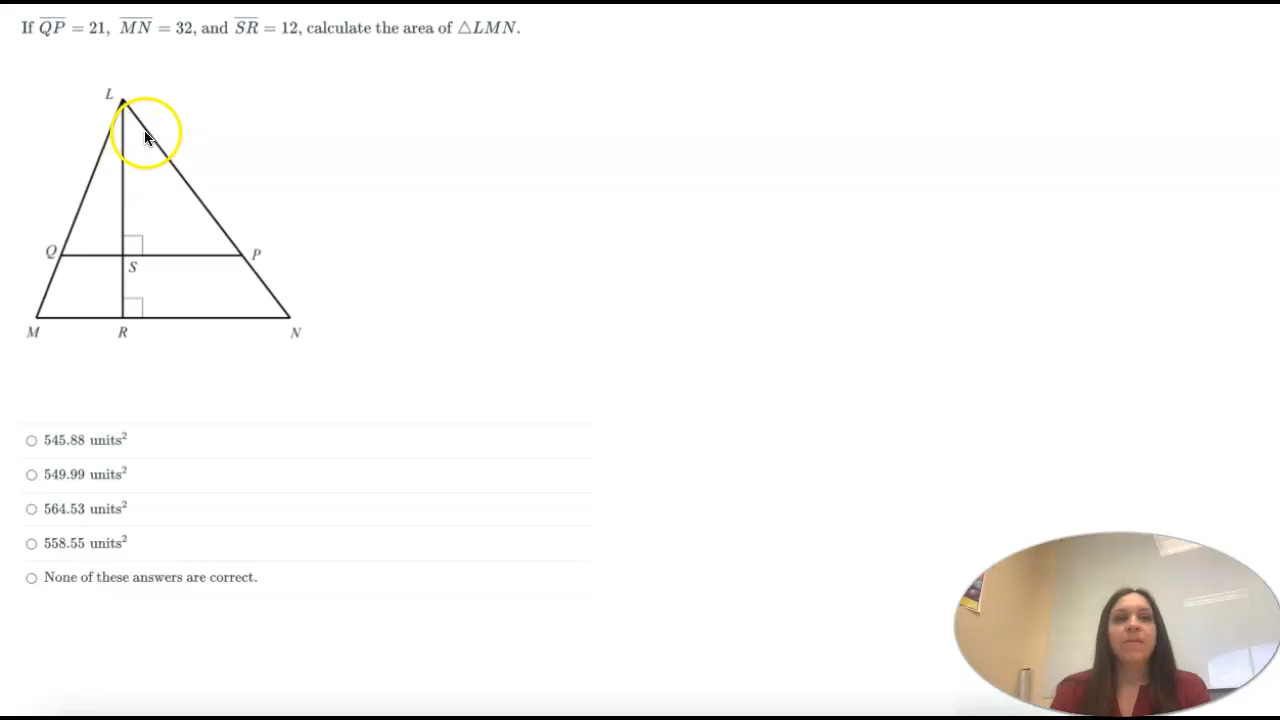 If QP = 21, MN = 32, and SR = 12, calculate the area of △LMN.
L
Q
P
S
M
R
N
545.88 units²
549.99 units²
564.53 units²
558.55 units²
None of these answers are correct.